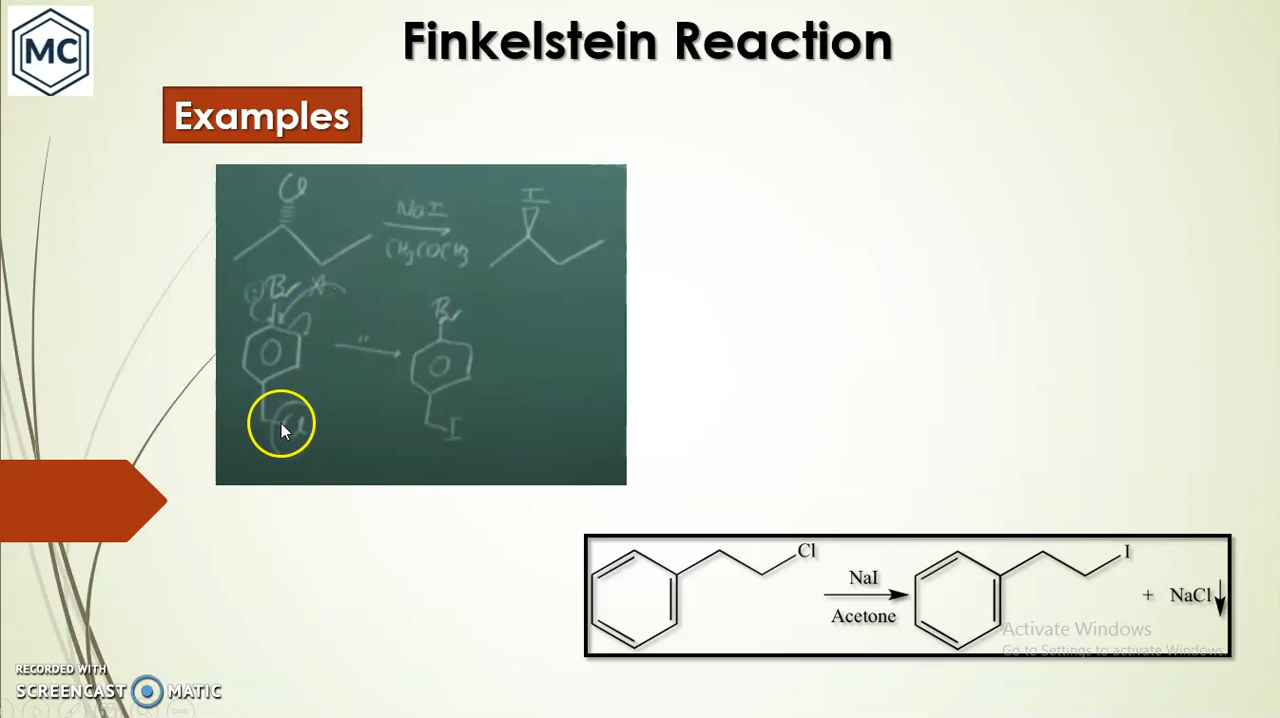 MC
Finkelstein Reaction
Examples
Cl
NaI
CH3COCH3
I
Br
"
Br
Cl
I
Cl
NaI
Acetone
I
+ NaCl↓
Activate Windows
Go to Settings to activate Windows.
RECORDED WITH
SCREENCAST MATIC